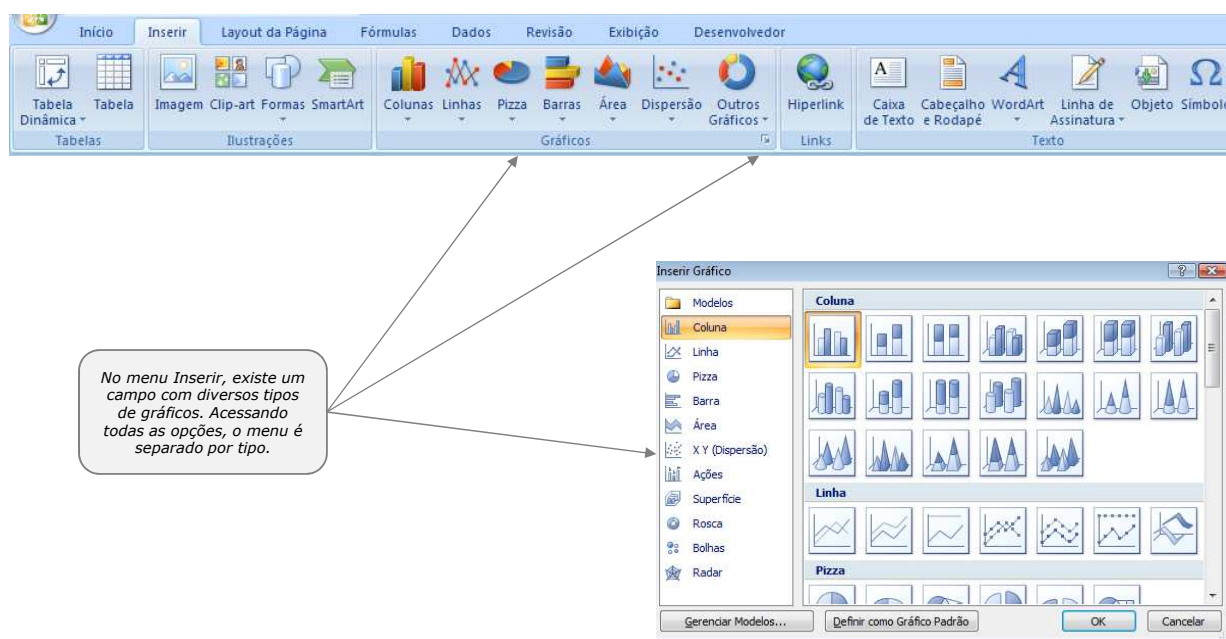 Início Inserir Layout da Página Fórmulas Dados Revisão Exibição Desenvolvedor
Tabela Dinâmica
Tabela
Imagem
Clip-art
Formas
SmartArt
Colunas
Linhas
Pizza
Barras
Área
Dispersão
Outros Gráficos
Hiperlink
Caixa de Texto
Cabeçalho e Rodapé
WordArt
Linha de Assinatura
Objeto
Símbolo
Tabelas Ilustrações Gráficos Links Texto
No menu Inserir, existe um
campo com diversos tipos
de gráficos. Acessando
todas as opções, o menu é
separado por tipo.
Inserir Gráfico
Modelos
Coluna
Linha
Pizza
Barra
Área
X Y (Dispersão)
Ações
Superfície
Rosca
Bolhas
Radar
Coluna
Linha
Pizza
Gerenciar Modelos... Definir como Gráfico Padrão OK Cancelar